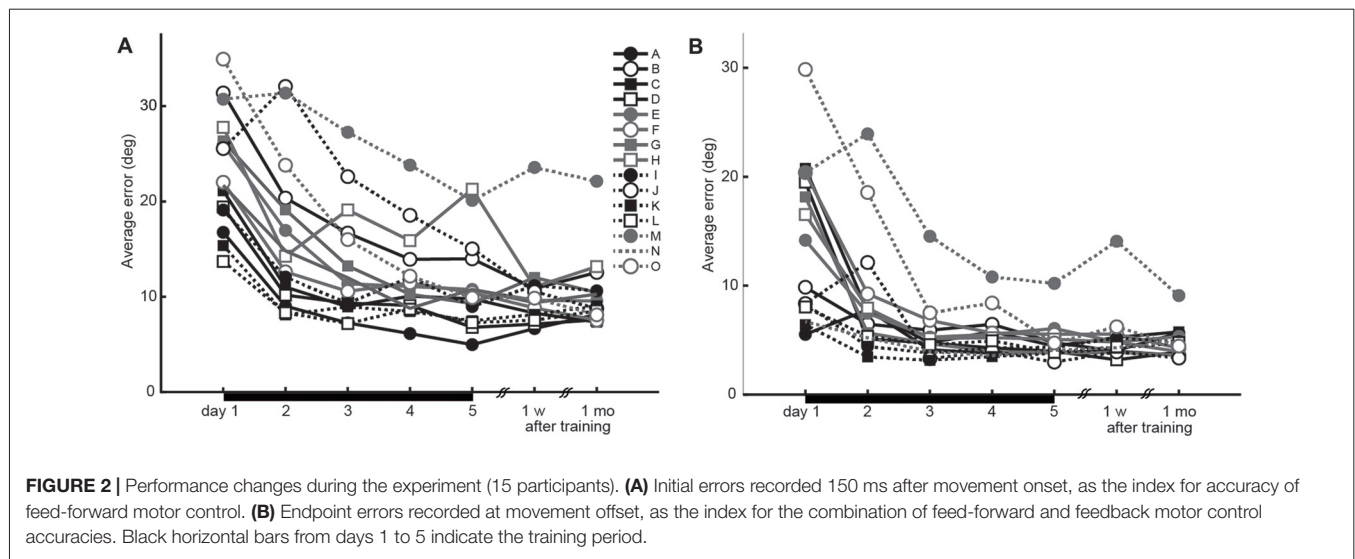 A
30
20
10
0
Average error (deg)
day 1 2 3 4 5 1 w 1 mo
after training
A
B
C
D
E
F
G
H
I
J
K
L
M
N
O
B
30
20
10
0
Average error (deg)
day 1 2 3 4 5 1 w 1 mo
after training
FIGURE 2 | Performance changes during the experiment (15 participants). (A) Initial errors recorded 150 ms after movement onset, as the index for accuracy of
feed-forward motor control. (B) Endpoint errors recorded at movement offset, as the index for the combination of feed-forward and feedback motor control
accuracies. Black horizontal bars from days 1 to 5 indicate the training period.